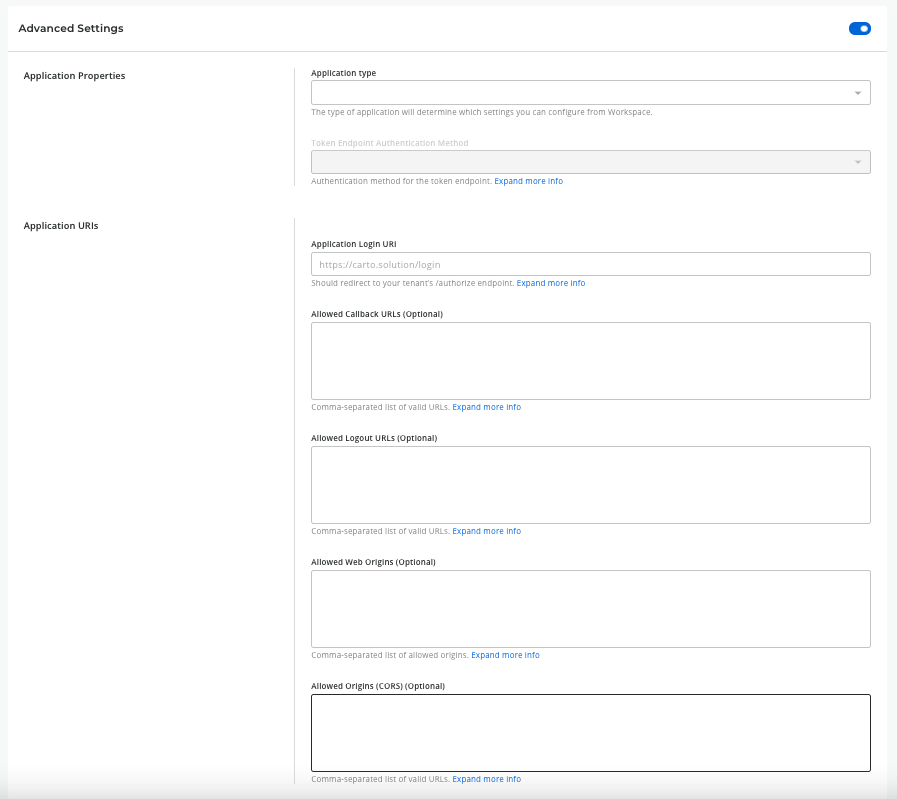 Advanced Settings
Application Properties
Application type
The type of application will determine which settings you can configure from Workspace.
Token Endpoint Authentication Method
Authentication method for the token endpoint. Expand more info
Application URIs
Application Login URI
https://carto.solution/login
Should redirect to your tenant's /authorize endpoint. Expand more info
Allowed Callback URLs (Optional)
Comma-separated list of valid URLs. Expand more info
Allowed Logout URLs (Optional)
Comma-separated list of valid URLs. Expand more info
Allowed Web Origins (Optional)
Comma-separated list of allowed origins. Expand more info
Allowed Origins (CORS) (Optional)
Comma-separated list of valid URLs. Expand more info